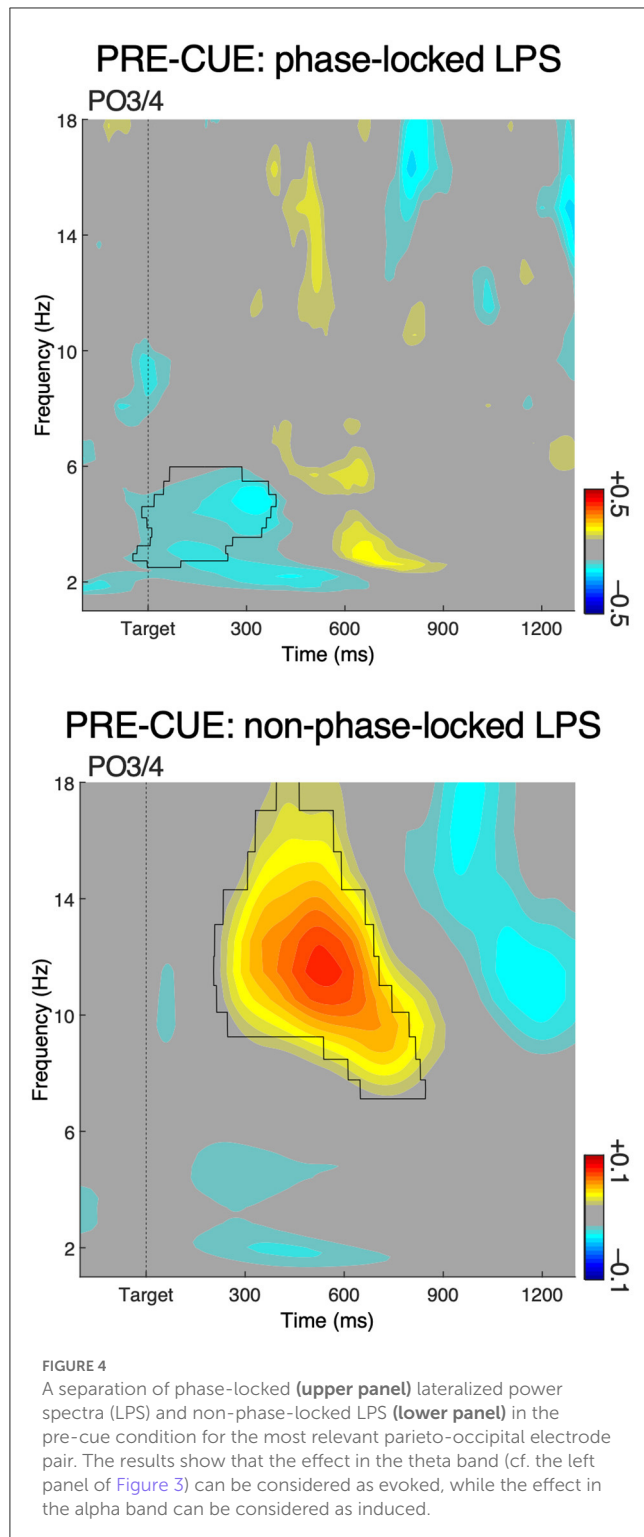 PRE-CUE: phase-locked LPS
PO3/4
18
14
10
6
2
Frequency (Hz)
Target
300
600
900
1200
Time (ms)
+0.5
-0.5
PRE-CUE: non-phase-locked LPS
PO3/4
18
14
10
6
2
Frequency (Hz)
Target
300
600
900
1200
Time (ms)
+0.1
-0.1
FIGURE 4
A separation of phase-locked (upper panel) lateralized power
spectra (LPS) and non-phase-locked LPS (lower panel) in the
pre-cue condition for the most relevant parieto-occipital electrode
pair. The results show that the effect in the theta band (cf. the left
panel of Figure 3) can be considered as evoked, while the effect in
the alpha band can be considered as induced.